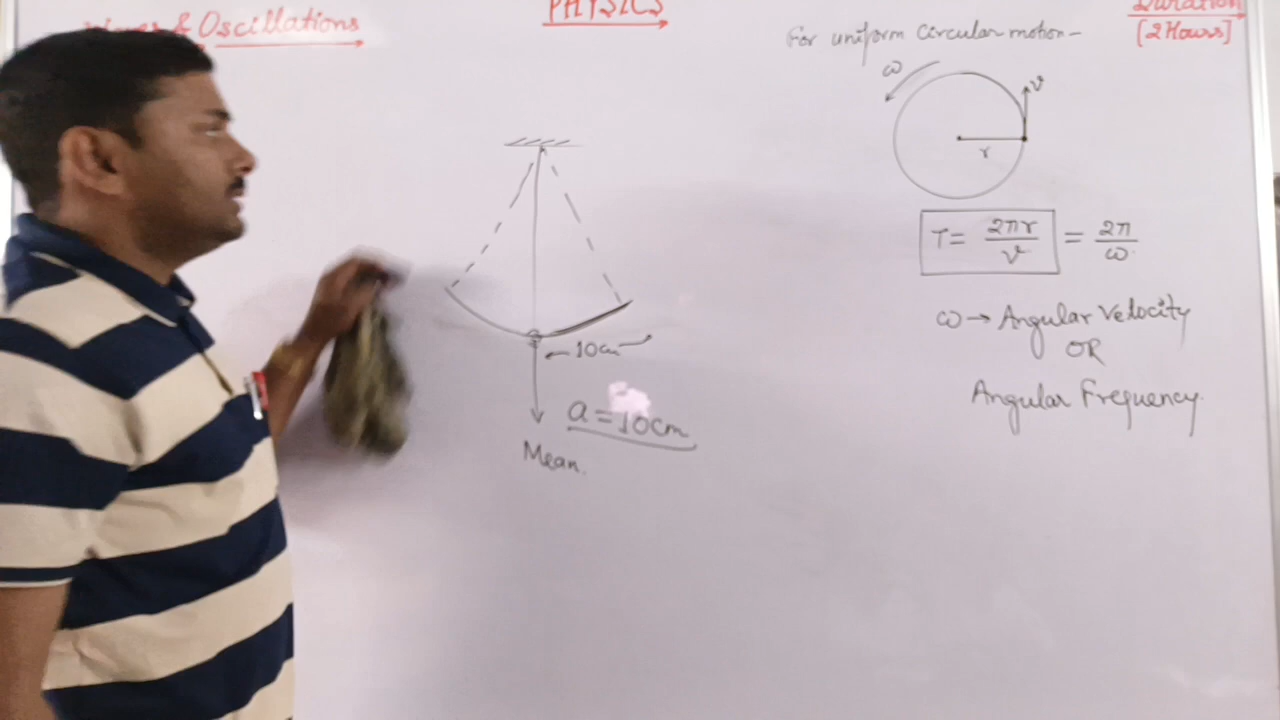 & Oscillations
PHYSICS
Duration
[2 Hours]
For uniform Circular motion -
ω
v
r
T = 2πr/v = 2π/ω
ω → Angular Velocity
OR
Angular Frequency
10cm
a = 10cm
Mean.